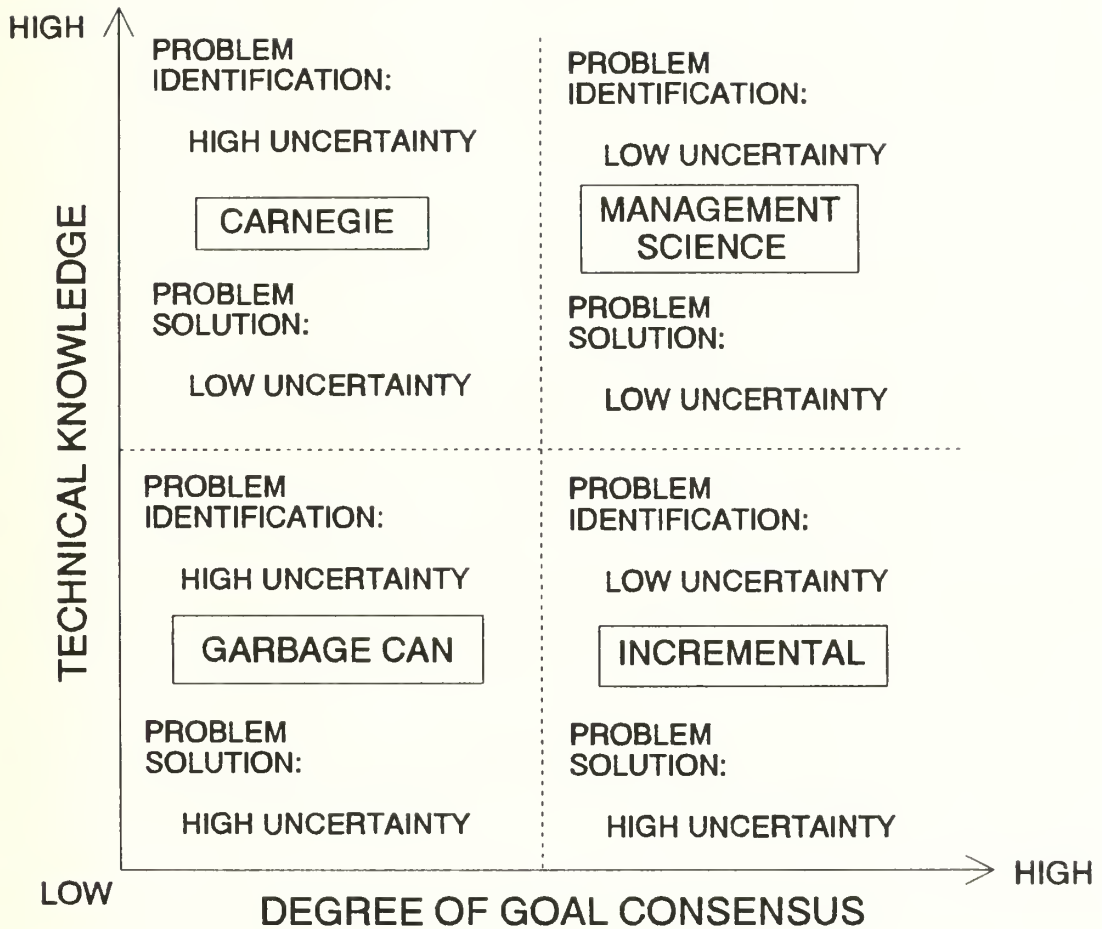 HIGH
PROBLEM
IDENTIFICATION:
HIGH UNCERTAINTY
CARNEGIE
PROBLEM
SOLUTION:
LOW UNCERTAINTY
PROBLEM
IDENTIFICATION:
LOW UNCERTAINTY
MANAGEMENT
SCIENCE
PROBLEM
SOLUTION:
LOW UNCERTAINTY
TECHNICAL KNOWLEDGE
PROBLEM
IDENTIFICATION:
HIGH UNCERTAINTY
GARBAGE CAN
PROBLEM
SOLUTION:
HIGH UNCERTAINTY
PROBLEM
IDENTIFICATION:
LOW UNCERTAINTY
INCREMENTAL
PROBLEM
SOLUTION:
HIGH UNCERTAINTY
LOW
HIGH
DEGREE OF GOAL CONSENSUS